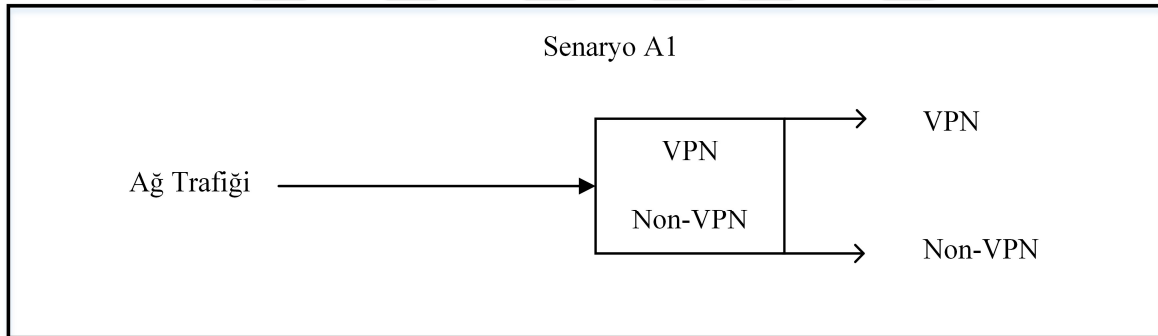 Senaryo A1
VPN
VPN
Ağ Trafiği
Non-VPN
Non-VPN